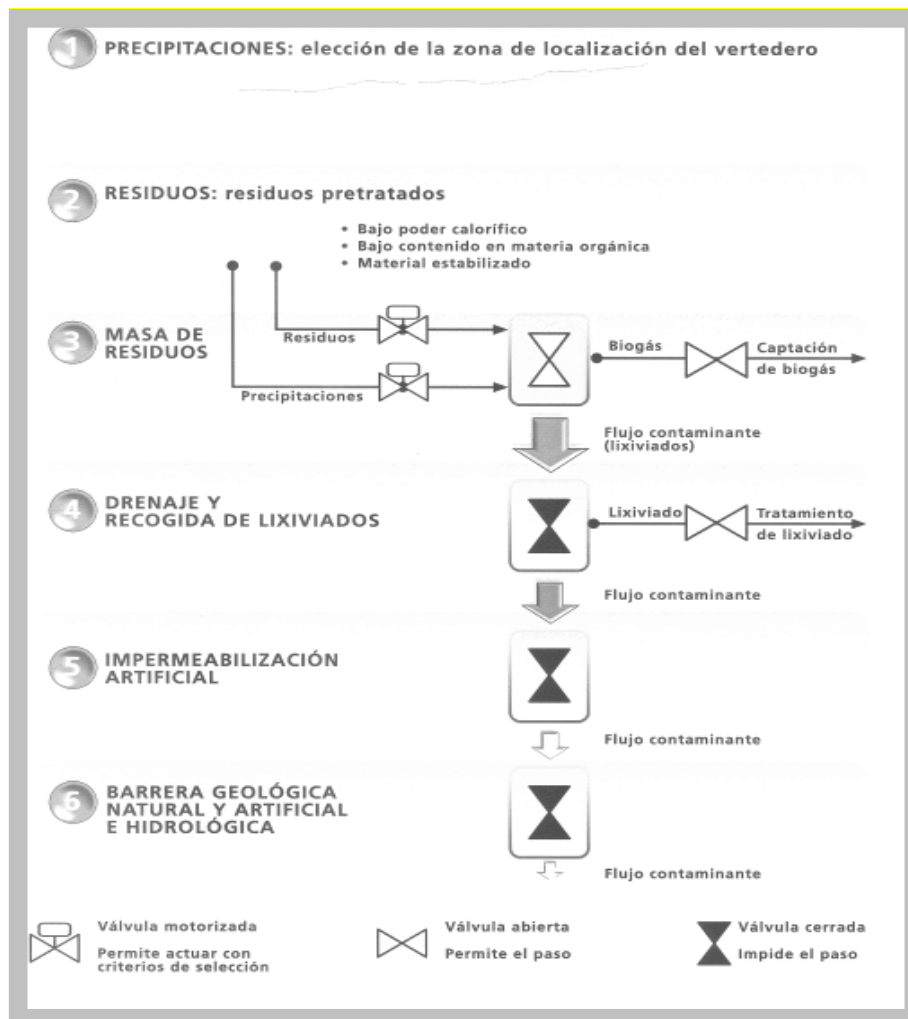 1 PRECIPITACIONES: elección de la zona de localización del vertedero
2 RESIDUOS: residuos pretratados
• Bajo poder calorífico
• Bajo contenido en materia orgánica
• Material estabilizado
3 MASA DE
RESIDUOS
Residuos
Precipitaciones
Biogás
Captación
de biogás
Flujo contaminante
(lixiviados)
4 DRENAJE Y
RECOGIDA DE LIXIVIADOS
Lixiviado
Tratamiento
de lixiviado
Flujo contaminante
5 IMPERMEABILIZACIÓN
ARTIFICIAL
Flujo contaminante
6 BARRERA GEOLÓGICA
NATURAL Y ARTIFICIAL
E HIDROLÓGICA
Flujo contaminante
Válvula motorizada
Permite actuar con
criterios de selección
Válvula abierta
Permite el paso
Válvula cerrada
Impide el paso